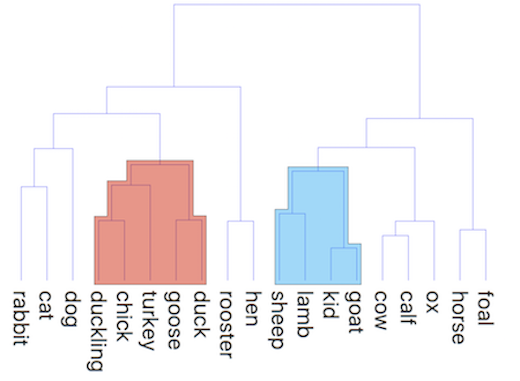 rabbit
cat
dog
duckling
chick
turkey
goose
duck
rooster
hen
sheep
lamb
kid
goat
cow
calf
ox
horse
foal